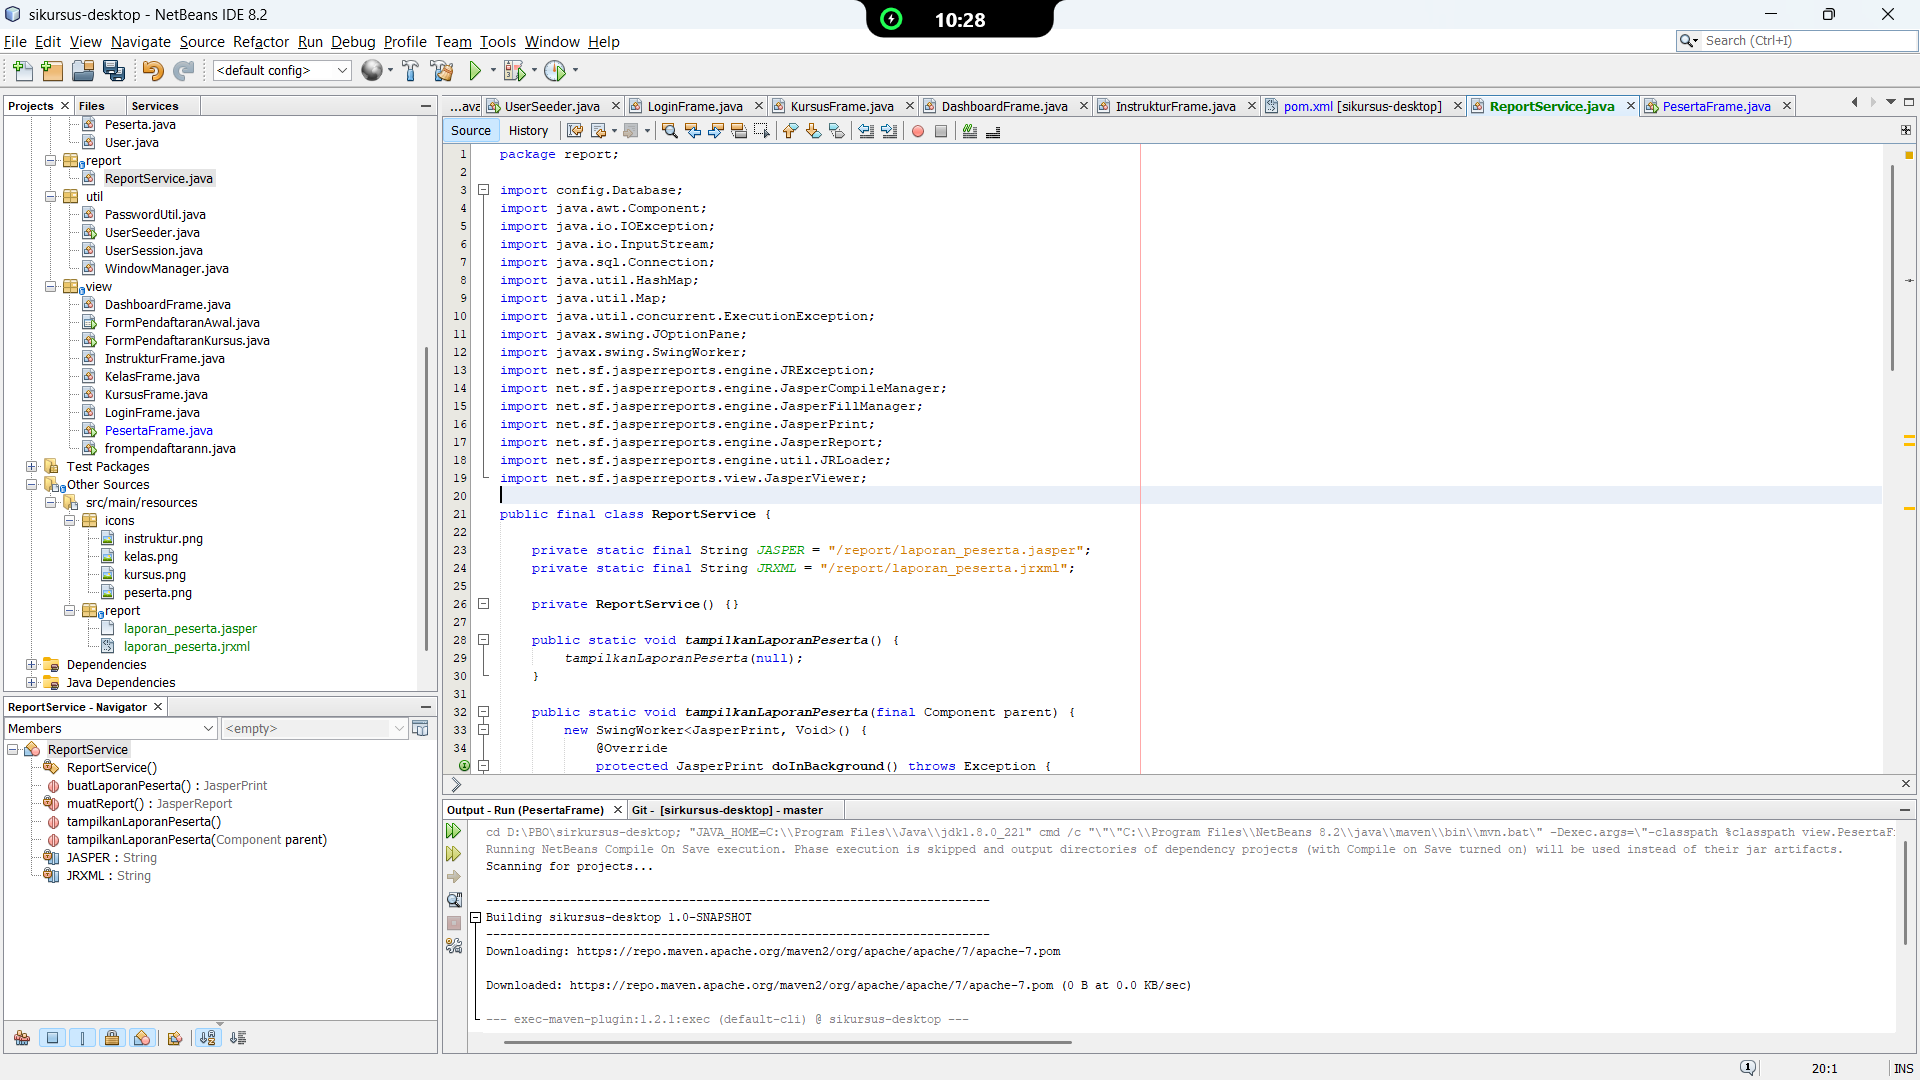 sikursus-desktop - NetBeans IDE 8.2
10:28
File Edit View Navigate Source Refactor Run Debug Profile Team Tools Window Help
Search (Ctrl+I)
<default config>
Projects Files Services
Peserta.java
User.java
report
ReportService.java
util
PasswordUtil.java
UserSeeder.java
UserSession.java
WindowManager.java
view
DashboardFrame.java
FormPendaftaranAwal.java
FormPendaftaranKursus.java
InstrukturFrame.java
KelasFrame.java
KursusFrame.java
LoginFrame.java
PesertaFrame.java
frompendaftarann.java
Test Packages
Other Sources
src/main/resources
icons
instruktur.png
kelas.png
kursus.png
peserta.png
report
laporan_peserta.jasper
laporan_peserta.jrxml
Dependencies
Java Dependencies
ReportService - Navigator
Members <empty>
ReportService
ReportService()
buatLaporanPeserta() : JasperPrint
muatReport() : JasperReport
tampilkanLaporanPeserta()
tampilkanLaporanPeserta(Component parent)
JASPER : String
JRXML : String
...ava UserSeeder.java LoginFrame.java KursusFrame.java DashboardFrame.java InstrukturFrame.java pom.xml [sikursus-desktop] ReportService.java PesertaFrame.java
Source History
1 package report;
2
3 import config.Database;
4 import java.awt.Component;
5 import java.io.IOException;
6 import java.io.InputStream;
7 import java.sql.Connection;
8 import java.util.HashMap;
9 import java.util.Map;
10 import java.util.concurrent.ExecutionException;
11 import javax.swing.JOptionPane;
12 import javax.swing.SwingWorker;
13 import net.sf.jasperreports.engine.JRException;
14 import net.sf.jasperreports.engine.JasperCompileManager;
15 import net.sf.jasperreports.engine.JasperFillManager;
16 import net.sf.jasperreports.engine.JasperPrint;
17 import net.sf.jasperreports.engine.JasperReport;
18 import net.sf.jasperreports.engine.util.JRLoader;
19 import net.sf.jasperreports.view.JasperViewer;
20
21 public final class ReportService {
22
23 private static final String JASPER = "/report/laporan_peserta.jasper";
24 private static final String JRXML = "/report/laporan_peserta.jrxml";
25
26 private ReportService() {}
27
28 public static void tampilkanLaporanPeserta() {
29 tampilkanLaporanPeserta(null);
30 }
31
32 public static void tampilkanLaporanPeserta(final Component parent) {
33 new SwingWorker<JasperPrint, Void>() {
34 @Override
protected JasperPrint doInBackground() throws Exception {
Output - Run (PesertaFrame) Git - [sirkursus-desktop] - master
cd D:\PBO\sirkursus-desktop; "JAVA_HOME=C:\\Program Files\\Java\\jdk1.8.0_221" cmd /c "\"\"C:\\Program Files\\NetBeans 8.2\\java\\maven\\bin\\mvn.bat\" -Dexec.args=\"-classpath %classpath view.PesertaF
Running NetBeans Compile On Save execution. Phase execution is skipped and output directories of dependency projects (with Compile on Save turned on) will be used instead of their jar artifacts.
Scanning for projects...
------------------------------------------------------------------------
Building sikursus-desktop 1.0-SNAPSHOT
------------------------------------------------------------------------
Downloading: https://repo.maven.apache.org/maven2/org/apache/apache/7/apache-7.pom
Downloaded: https://repo.maven.apache.org/maven2/org/apache/apache/7/apache-7.pom (0 B at 0.0 KB/sec)
--- exec-maven-plugin:1.2.1:exec (default-cli) @ sikursus-desktop ---
20:1 INS